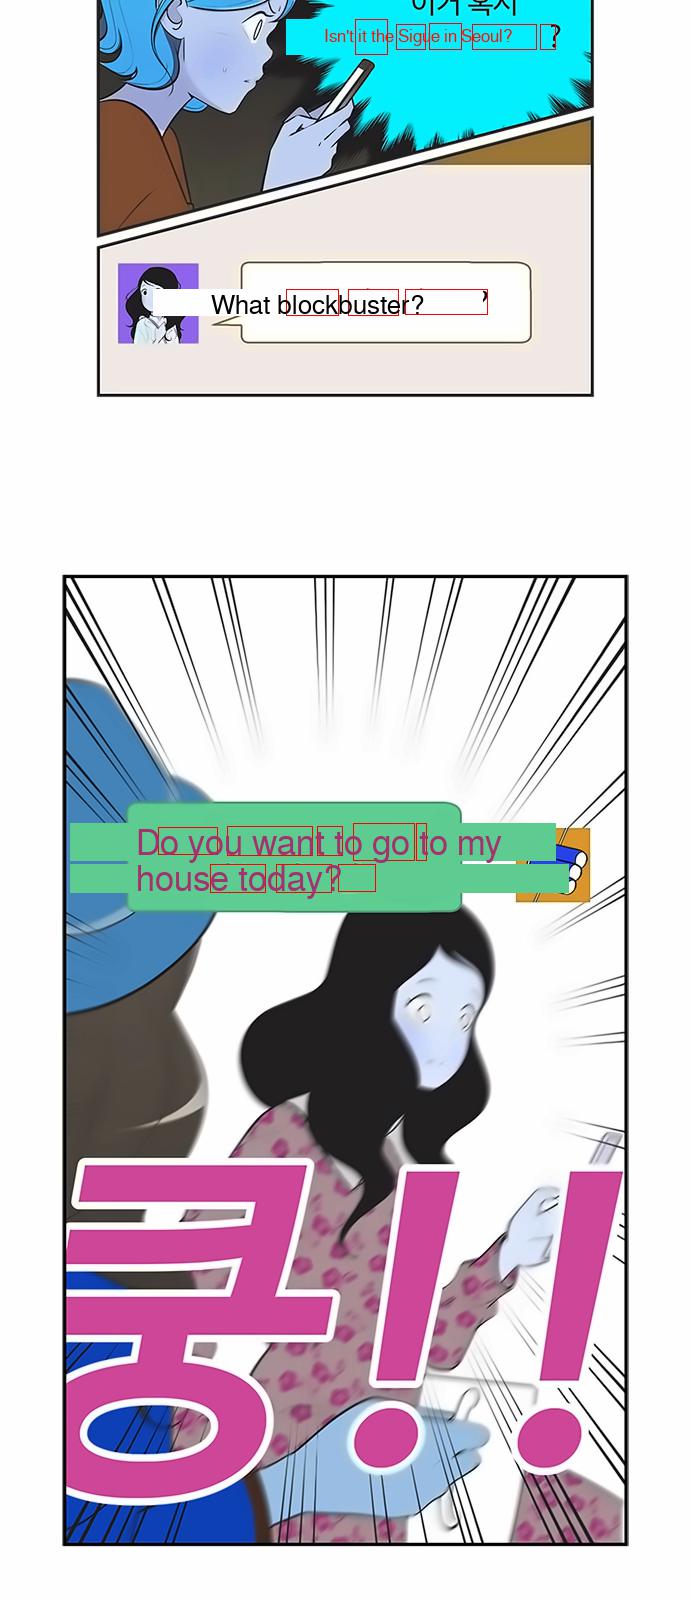 이거 혹시
Isn't it the Sigue in Seoul? ?
What blockbuster?
Do you want to go to my
house today?
쿵!!